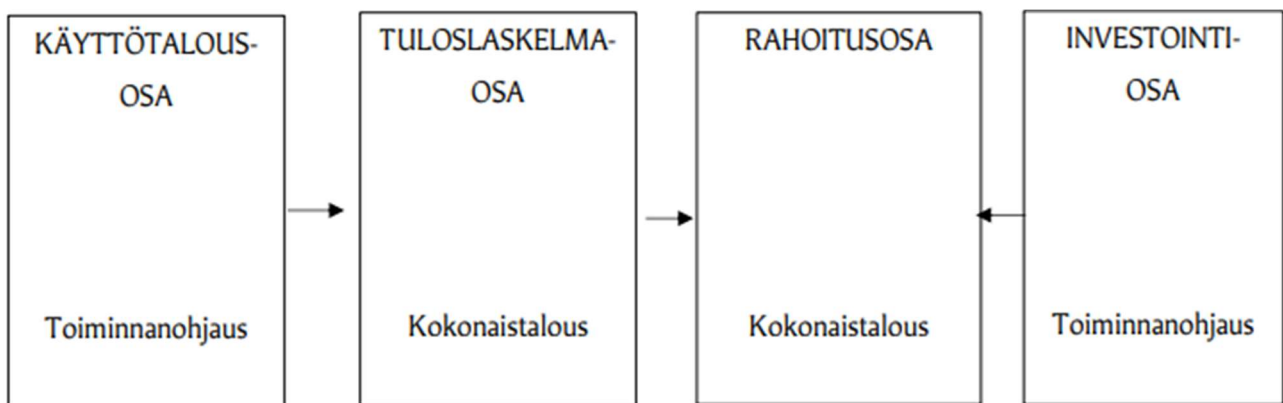 KÄYTTÖTALOUS-
OSA
Toiminnanohjaus
TULOSLASKELMA-
OSA
Kokonaistalous
RAHOITUSOSA
Kokonaistalous
INVESTOINTI-
OSA
Toiminnanohjaus